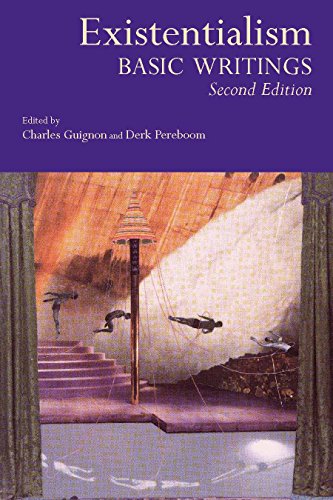 Existentialism
BASIC WRITINGS
Second Edition
Edited by
Charles Guignon and Derk Pereboom